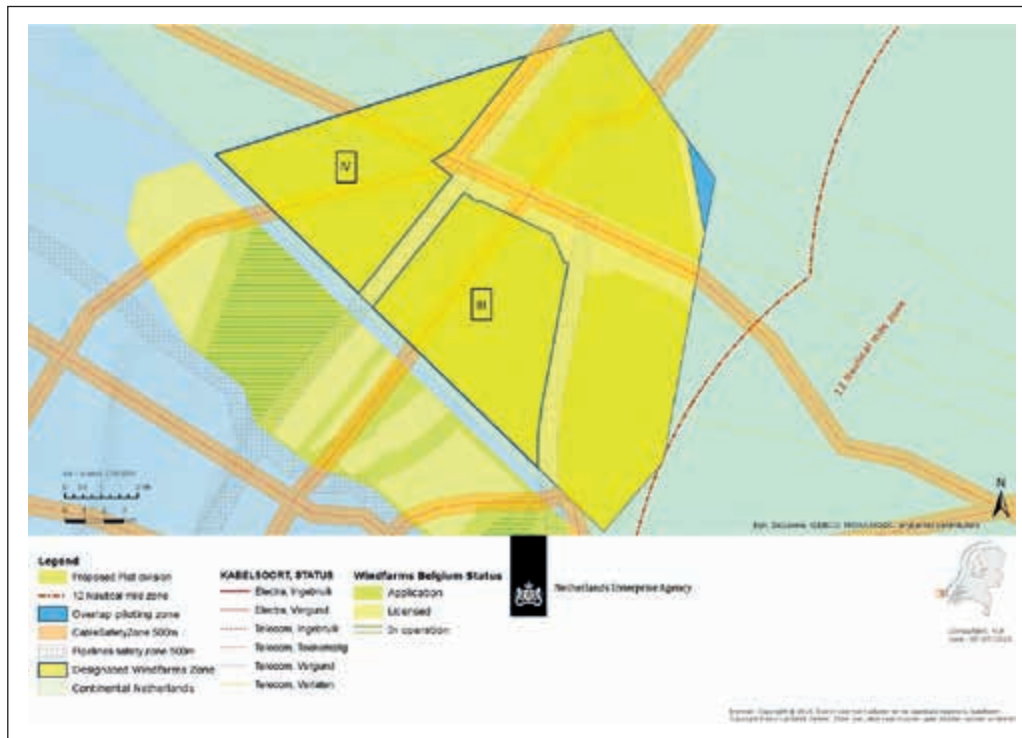 IV
III
12 Nautical mile zone
N
Legend
Proposed Plot division
12 Nautical mile zone
Overlap piloting zone
CableSafetyZone 500m
Pipelines safety zone 500m
Designated Windfarms Zone
Continental Netherlands
KABELSOORT, STATUS
Electra, Ingebruik
Electra, Vergund
Telecom, Ingebruik
Telecom, Toekomstig
Telecom, Vergund
Telecom, Verlaten
Windfarms Belgium Status
Application
Licensed
In operation
Netherlands Enterprise Agency